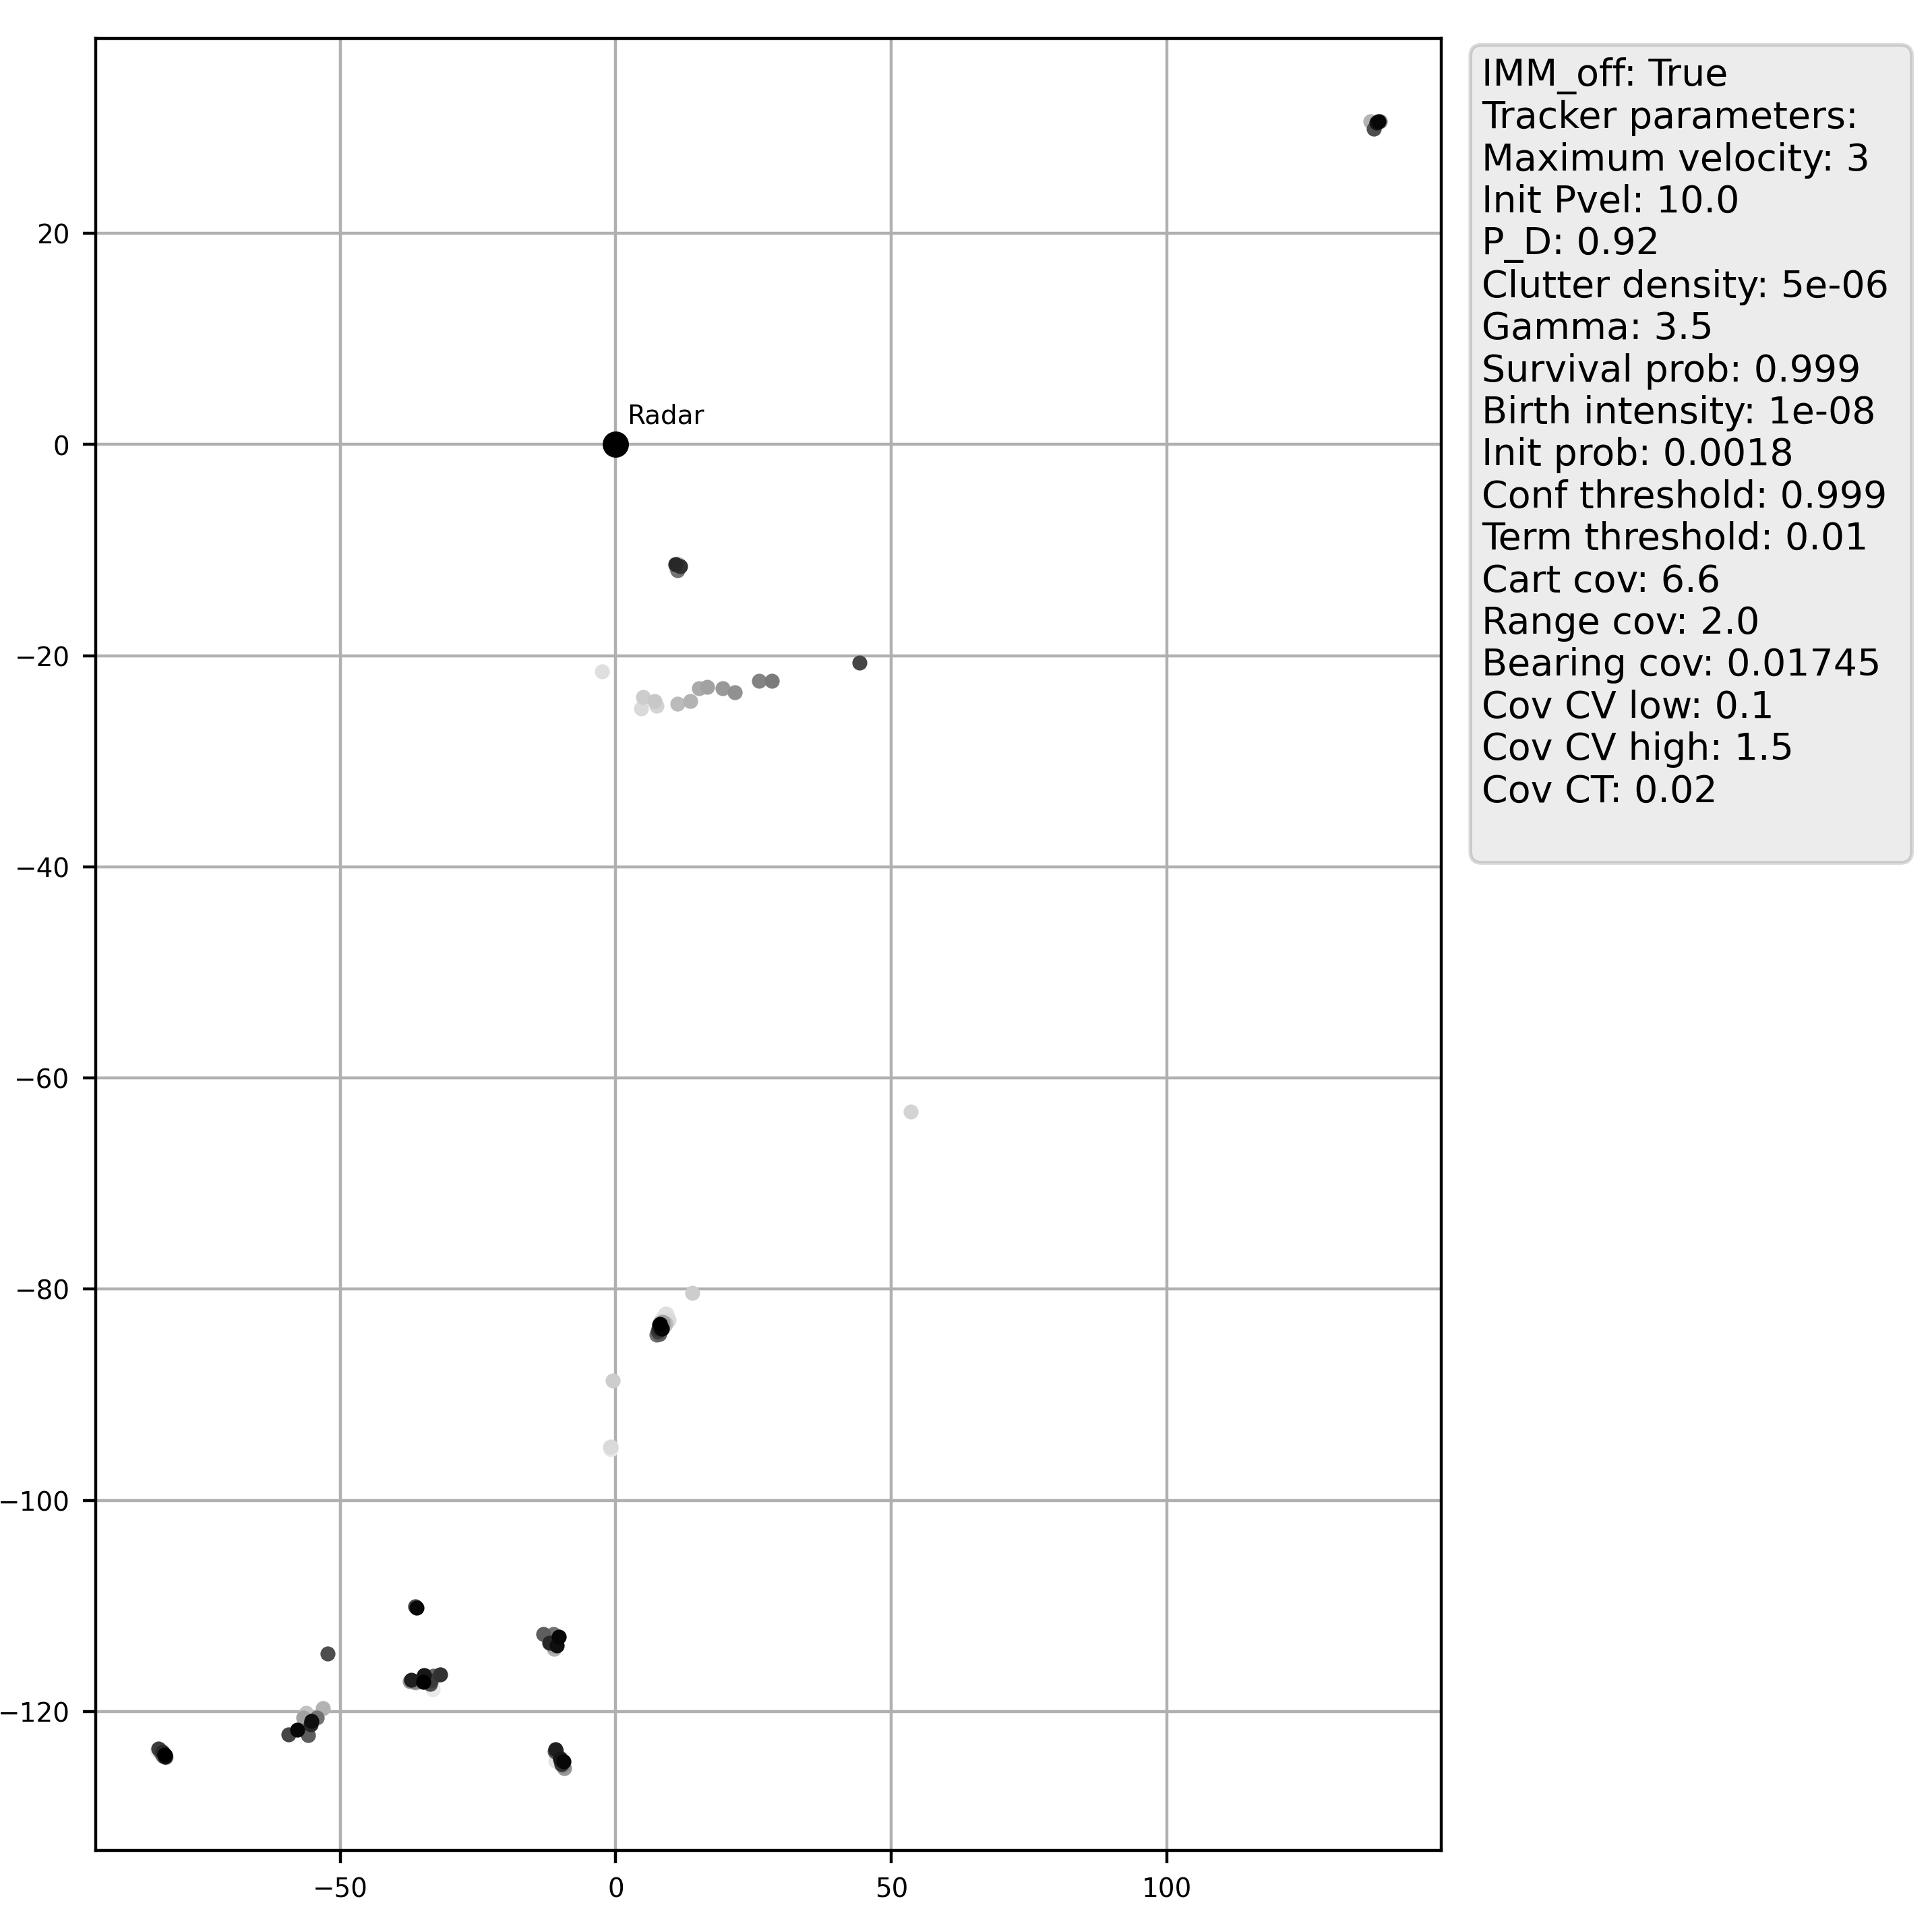 IMM_off: True
Tracker parameters:
Maximum velocity: 3
Init Pvel: 10.0
P_D: 0.92
Clutter density: 5e-06
Gamma: 3.5
Survival prob: 0.999
Birth intensity: 1e-08
Init prob: 0.0018
Conf threshold: 0.999
Term threshold: 0.01
Cart cov: 6.6
Range cov: 2.0
Bearing cov: 0.01745
Cov CV low: 0.1
Cov CV high: 1.5
Cov CT: 0.02
Radar
20
0
−20
−40
−60
−80
−100
−120
−50
0
50
100